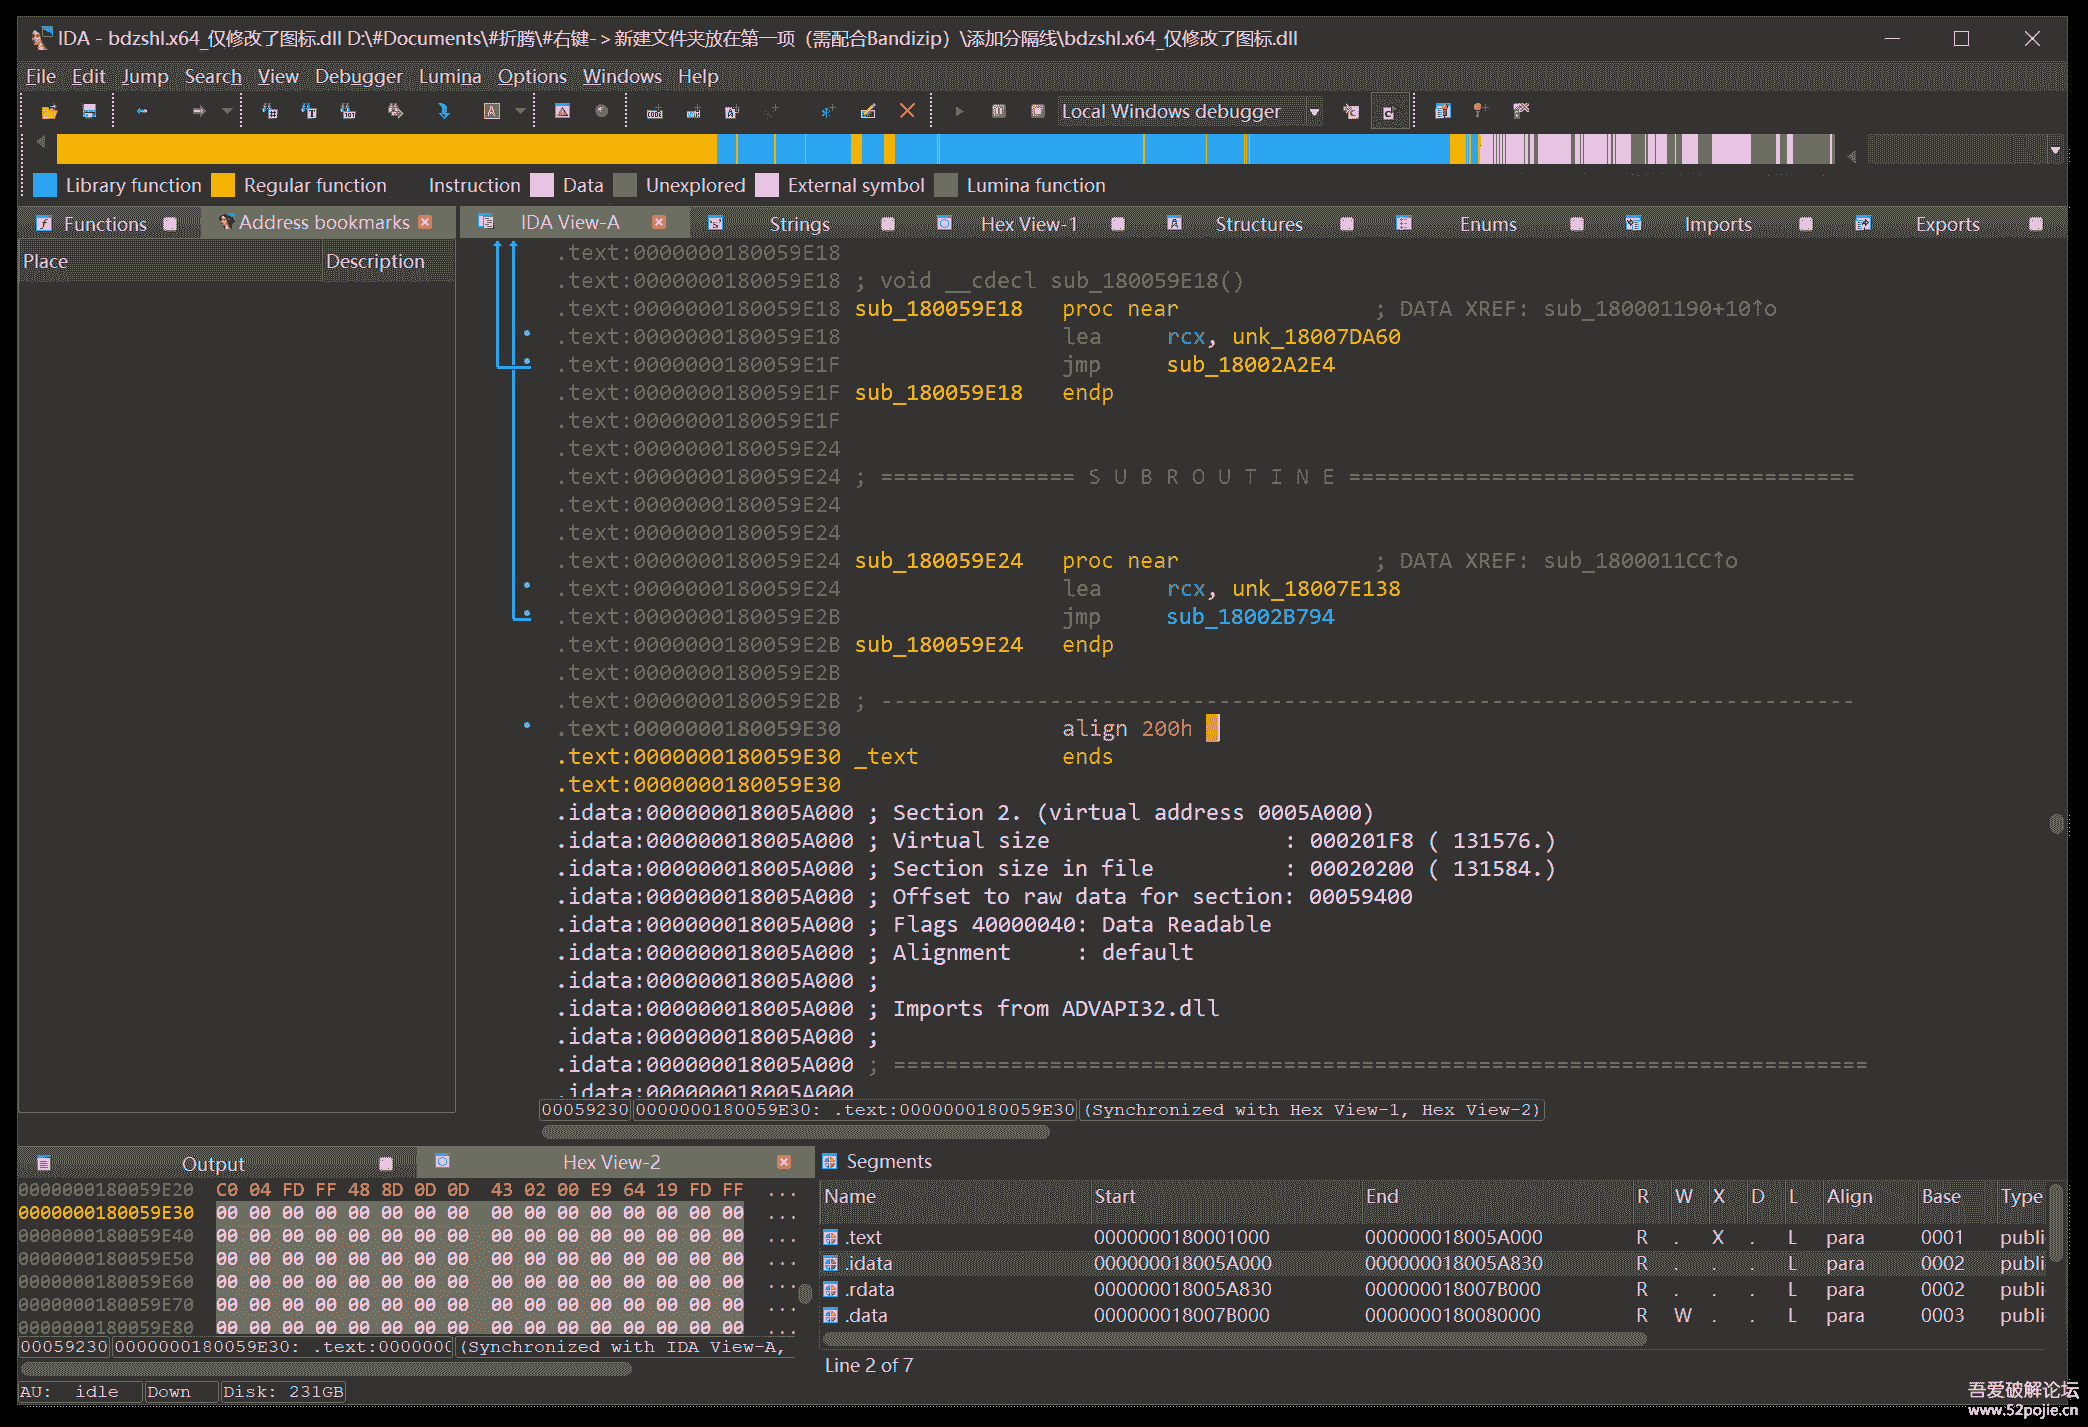 IDA - bdzshl.x64_仅修改了图标.dll D:\#Documents\#折腾\#右键->新建文件夹放在第一项（需配合Bandizip）\添加分隔线\bdzshl.x64_仅修改了图标.dll
File Edit Jump Search View Debugger Lumina Options Windows Help
Local Windows debugger
Library function Regular function Instruction Data Unexplored External symbol Lumina function
Functions Address bookmarks IDA View-A Strings Hex View-1 Structures Enums Imports Exports
Place Description
.text:0000000180059E18
.text:0000000180059E18 ; void __cdecl sub_180059E18()
.text:0000000180059E18 sub_180059E18 proc near ; DATA XREF: sub_180001190+10↑o
.text:0000000180059E18 lea rcx, unk_18007DA60
.text:0000000180059E1F jmp sub_18002A2E4
.text:0000000180059E1F sub_180059E18 endp
.text:0000000180059E1F
.text:0000000180059E24
.text:0000000180059E24 ; =============== S U B R O U T I N E =======================================
.text:0000000180059E24
.text:0000000180059E24
.text:0000000180059E24 sub_180059E24 proc near ; DATA XREF: sub_1800011CC↑o
.text:0000000180059E24 lea rcx, unk_18007E138
.text:0000000180059E2B jmp sub_18002B794
.text:0000000180059E2B sub_180059E24 endp
.text:0000000180059E2B
.text:0000000180059E2B ; ---------------------------------------------------------------------------
.text:0000000180059E30 align 200h
.text:0000000180059E30 _text ends
.text:0000000180059E30
.idata:000000018005A000 ; Section 2. (virtual address 0005A000)
.idata:000000018005A000 ; Virtual size : 000201F8 ( 131576.)
.idata:000000018005A000 ; Section size in file : 00020200 ( 131584.)
.idata:000000018005A000 ; Offset to raw data for section: 00059400
.idata:000000018005A000 ; Flags 40000040: Data Readable
.idata:000000018005A000 ; Alignment : default
.idata:000000018005A000 ;
.idata:000000018005A000 ; Imports from ADVAPI32.dll
.idata:000000018005A000 ;
.idata:000000018005A000 ; ===========================================================================
.idata:000000018005A000
00059230 0000000180059E30: .text:0000000180059E30 (Synchronized with Hex View-1, Hex View-2)
Output Hex View-2
0000000180059E20 C0 04 FD FF 48 8D 0D 0D 43 02 00 E9 64 19 FD FF ...
0000000180059E30 00 00 00 00 00 00 00 00 00 00 00 00 00 00 00 00 ...
0000000180059E40 00 00 00 00 00 00 00 00 00 00 00 00 00 00 00 00 ...
0000000180059E50 00 00 00 00 00 00 00 00 00 00 00 00 00 00 00 00 ...
0000000180059E60 00 00 00 00 00 00 00 00 00 00 00 00 00 00 00 00 ...
0000000180059E70 00 00 00 00 00 00 00 00 00 00 00 00 00 00 00 00 ...
0000000180059E80 00 00 00 00 00 00 00 00 00 00 00 00 00 00 00 00 ...
00059230 0000000180059E30: .text:0000000 (Synchronized with IDA View-A,
Segments
Name Start End R W X D L Align Base Type
.text 0000000180001000 000000018005A000 R . X . L para 0001 publi
.idata 000000018005A000 000000018005A830 R . . . L para 0002 publi
.rdata 000000018005A830 000000018007B000 R . . . L para 0002 publi
.data 000000018007B000 0000000180080000 R W . . L para 0003 publi
Line 2 of 7
AU: idle Down Disk: 231GB
吾爱破解论坛
www.52pojie.cn